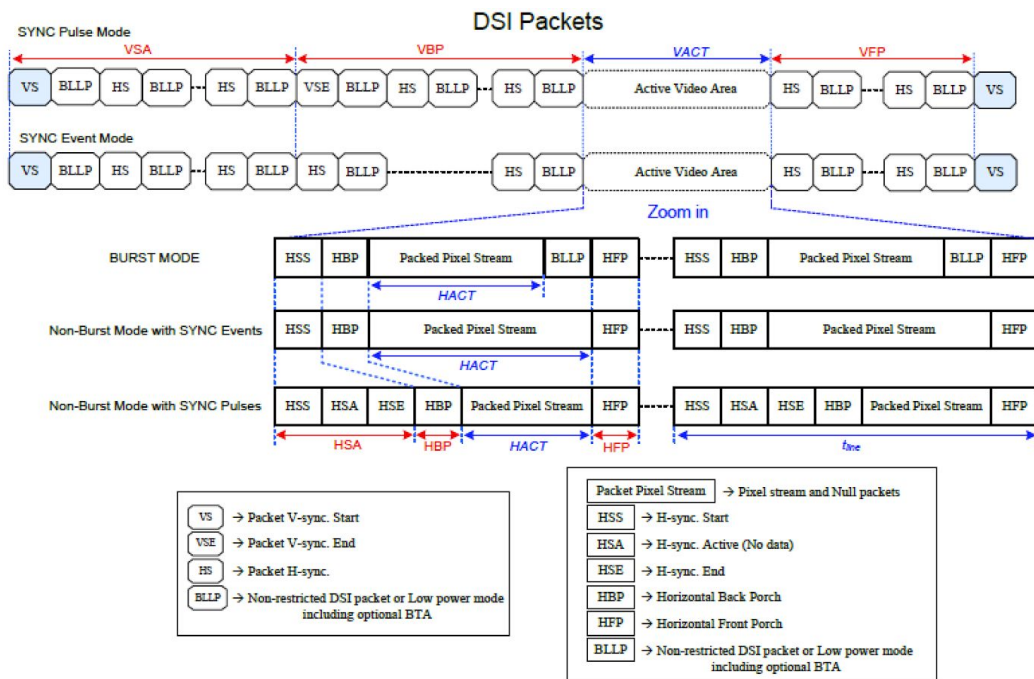 DSI Packets
SYNC Pulse Mode
VSA VBP VACT VFP
VS BLLP HS BLLP HS BLLP VSE BLLP HS BLLP HS BLLP Active Video Area HS BLLP HS BLLP VS
SYNC Event Mode
VS BLLP HS BLLP HS BLLP HS BLLP HS BLLP Active Video Area HS BLLP HS BLLP VS
Zoom in
BURST MODE HSS HBP Packed Pixel Stream BLLP HFP HSS HBP Packed Pixel Stream BLLP HFP
HACT
Non-Burst Mode with SYNC Events HSS HBP Packed Pixel Stream HFP HSS HBP Packed Pixel Stream HFP
HACT
Non-Burst Mode with SYNC Pulses HSS HSA HSE HBP Packed Pixel Stream HFP HSS HSA HSE HBP Packed Pixel Stream HFP
HSA HBP HACT HFP tline
VS → Packet V-sync. Start
VSE → Packet V-sync. End
HS → Packet H-sync.
BLLP → Non-restricted DSI packet or Low power mode
including optional BTA
Packet Pixel Stream → Pixel stream and Null packets
HSS → H-sync. Start
HSA → H-sync. Active (No data)
HSE → H-sync. End
HBP → Horizontal Back Porch
HFP → Horizontal Front Porch
BLLP → Non-restricted DSI packet or Low power mode
including optional BTA